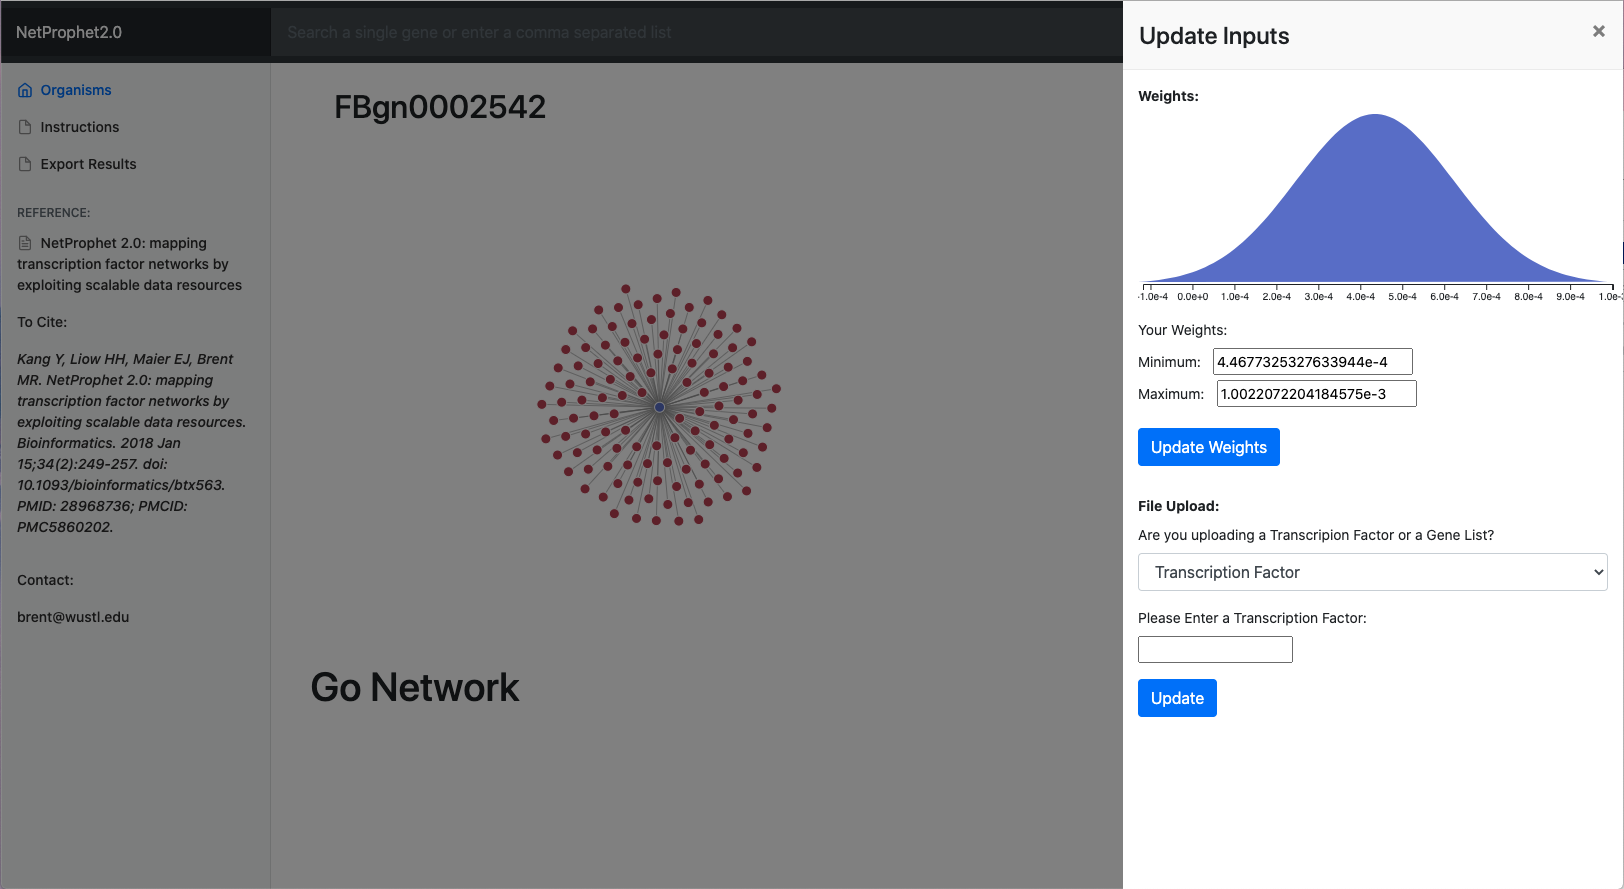 NetProphet2.0
Search a single gene or enter a comma separated list
Organisms
Instructions
Export Results
REFERENCE:
NetProphet 2.0: mapping
transcription factor networks by
exploiting scalable data resources
To Cite:
Kang Y, Liow HH, Maier EJ, Brent
MR. NetProphet 2.0: mapping
transcription factor networks by
exploiting scalable data resources.
Bioinformatics. 2018 Jan
15;34(2):249-257. doi:
10.1093/bioinformatics/btx563.
PMID: 28968736; PMCID:
PMC5860202.
Contact:
brent@wustl.edu
FBgn0002542
Go Network
Update Inputs
×
Weights:
-1.0e-4 0.0e+0 1.0e-4 2.0e-4 3.0e-4 4.0e-4 5.0e-4 6.0e-4 7.0e-4 8.0e-4 9.0e-4 1.0e-
Your Weights:
Minimum: 4.4677325327633944e-4
Maximum: 1.0022072204184575e-3
Update Weights
File Upload:
Are you uploading a Transcripion Factor or a Gene List?
Transcription Factor
Please Enter a Transcription Factor:
Update